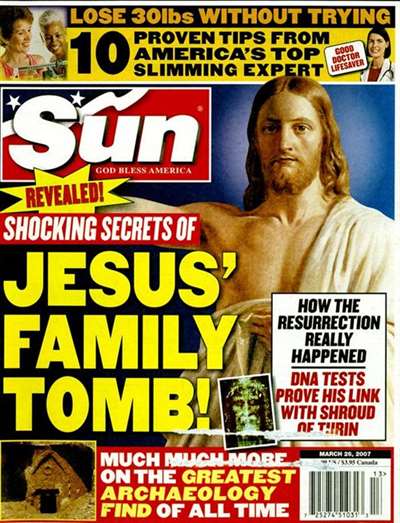 LOSE 30lbs WITHOUT TRYING
10
PROVEN TIPS FROM
AMERICA'S TOP
SLIMMING EXPERT
GOOD
DOCTOR
LIFESAVER
Sun
GOD BLESS AMERICA
REVEALED!
SHOCKING SECRETS OF
JESUS'
FAMILY
TOMB!
HOW THE
RESURRECTION
REALLY
HAPPENED
DNA TESTS
PROVE HIS LINK
WITH SHROUD
OF TURIN
MUCH MUCH MORE
ON THE GREATEST
ARCHAEOLOGY
FIND OF ALL TIME
MARCH 26, 2007
US / $3.95 Canada
13>